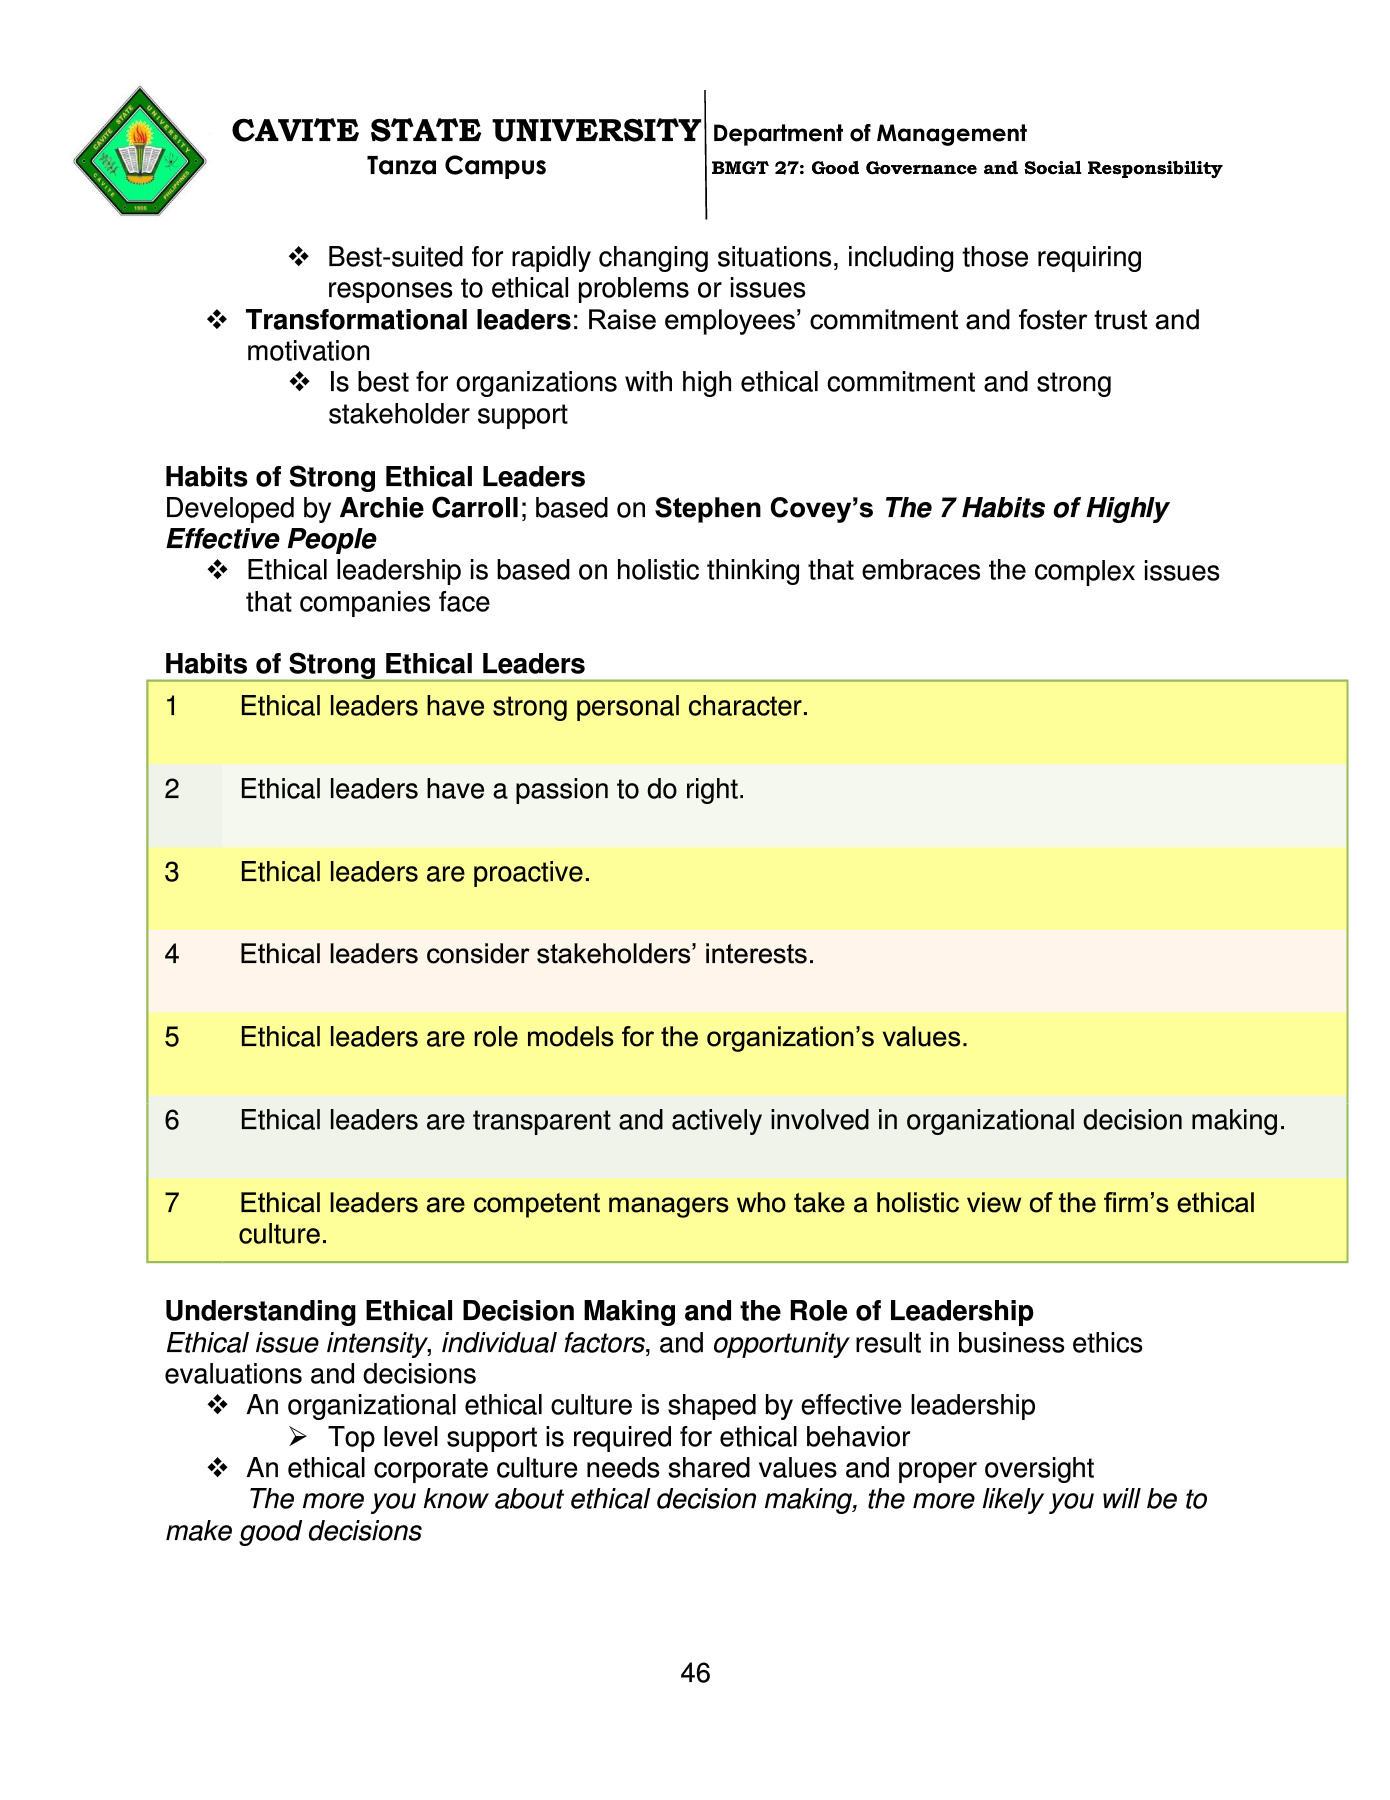 CAVITE STATE UNIVERSITY
Tanza Campus
Department of Management
BMGT 27: Good Governance and Social Responsibility
CAVITE STATE UNIVERSITY
CAVITE
PHILIPPINES
1906
❖ Best-suited for rapidly changing situations, including those requiring
responses to ethical problems or issues
❖ Transformational leaders: Raise employees’ commitment and foster trust and
motivation
❖ Is best for organizations with high ethical commitment and strong
stakeholder support
Habits of Strong Ethical Leaders
Developed by Archie Carroll; based on Stephen Covey’s The 7 Habits of Highly
Effective People
❖ Ethical leadership is based on holistic thinking that embraces the complex issues
that companies face
Habits of Strong Ethical Leaders
1 Ethical leaders have strong personal character.
2 Ethical leaders have a passion to do right.
3 Ethical leaders are proactive.
4 Ethical leaders consider stakeholders’ interests.
5 Ethical leaders are role models for the organization’s values.
6 Ethical leaders are transparent and actively involved in organizational decision making.
7 Ethical leaders are competent managers who take a holistic view of the firm’s ethical
culture.
Understanding Ethical Decision Making and the Role of Leadership
Ethical issue intensity, individual factors, and opportunity result in business ethics
evaluations and decisions
❖ An organizational ethical culture is shaped by effective leadership
➢ Top level support is required for ethical behavior
❖ An ethical corporate culture needs shared values and proper oversight
The more you know about ethical decision making, the more likely you will be to
make good decisions
46